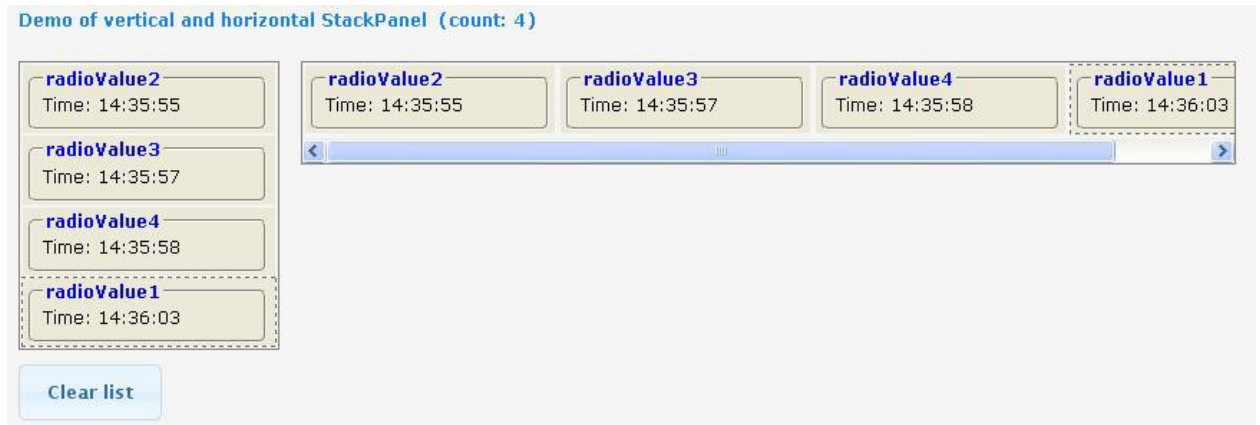 Demo of vertical and horizontal StackPanel (count: 4)
radioValue2
Time: 14:35:55
radioValue3
Time: 14:35:57
radioValue4
Time: 14:35:58
radioValue1
Time: 14:36:03
radioValue2
Time: 14:35:55
radioValue3
Time: 14:35:57
radioValue4
Time: 14:35:58
radioValue1
Time: 14:36:03
Clear list